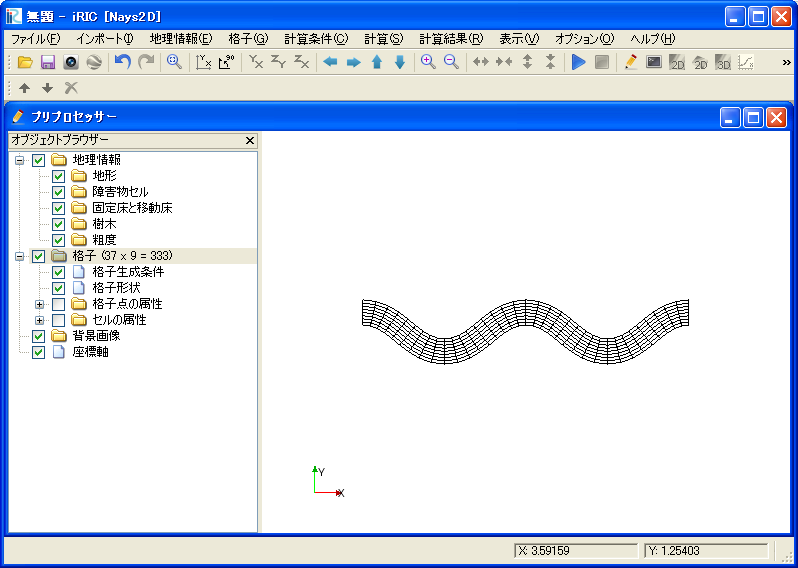 無題 - iRIC [Nays2D]
ファイル(F) インポート(I) 地理情報(E) 格子(G) 計算条件(C) 計算(S) 計算結果(R) 表示(V) オプション(O) ヘルプ(H)
プリプロセッサー
オブジェクトブラウザー
地理情報
地形
障害物セル
固定床と移動床
樹木
粗度
格子 (37 x 9 = 333)
格子生成条件
格子形状
格子点の属性
セルの属性
背景画像
座標軸
Y
X
X: 3.59159
Y: 1.25403